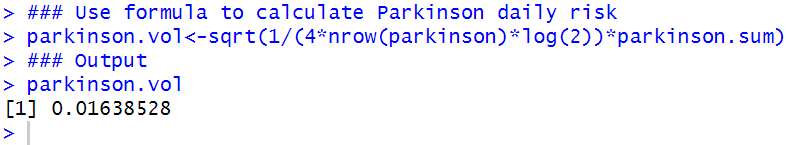 > ### Use formula to calculate Parkinson daily risk
> parkinson.vol<-sqrt(1/(4*nrow(parkinson)*log(2))*parkinson.sum)
> ### Output
> parkinson.vol
[1] 0.01638528
>